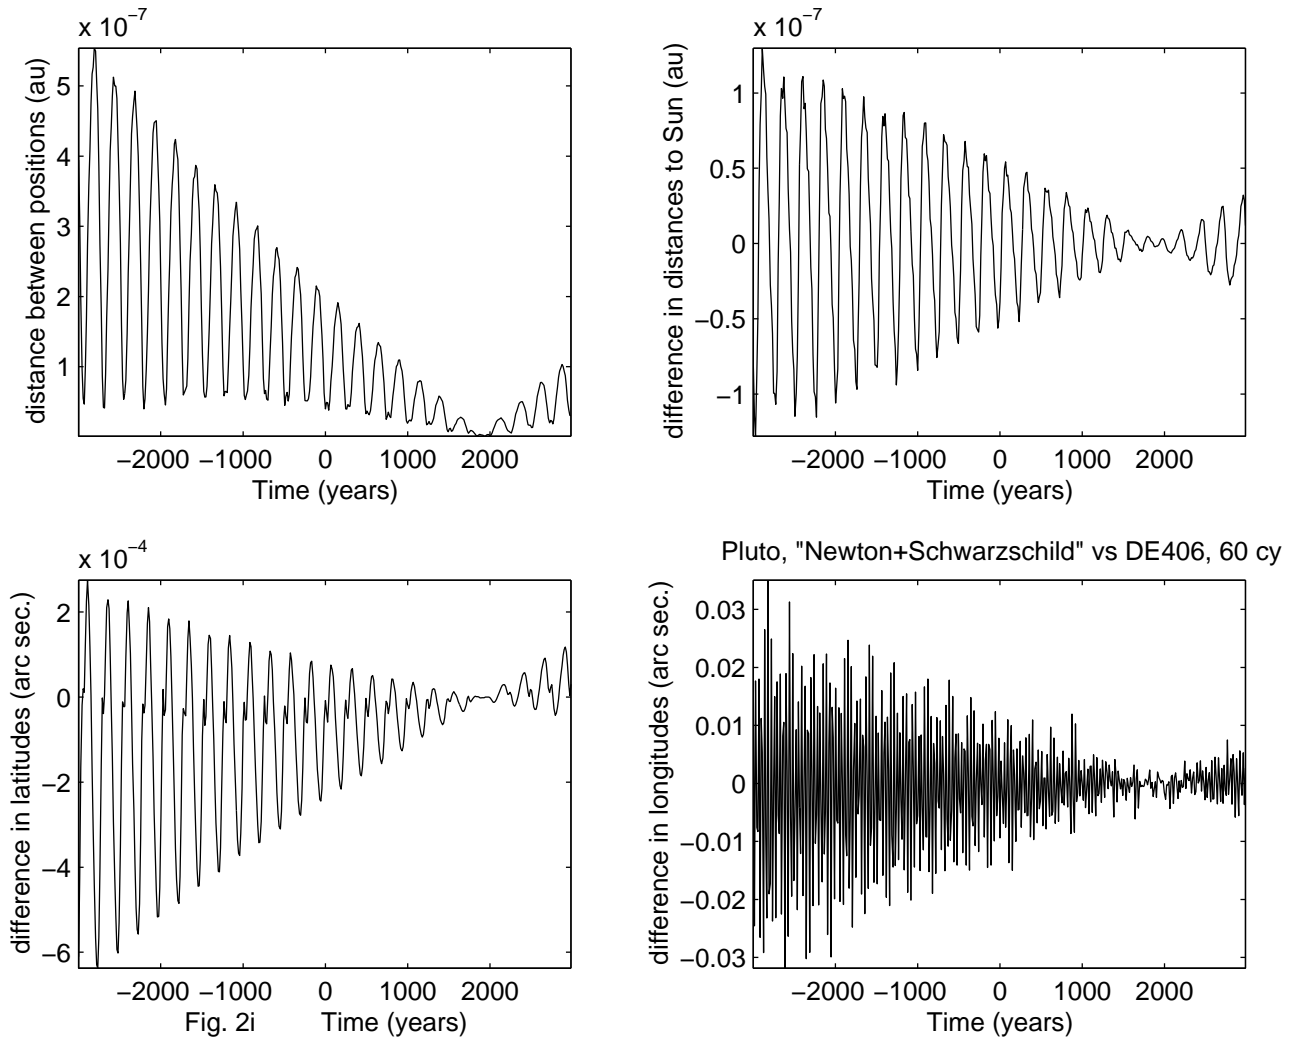 x 10−7
5
4
3
2
1
distance between positions (au)
−2000 −1000 0 1000 2000
Time (years)
x 10−7
1
0.5
0
−0.5
−1
difference in distances to Sun (au)
−2000 −1000 0 1000 2000
Time (years)
x 10−4
2
0
−2
−4
−6
difference in latitudes (arc sec.)
−2000 −1000 0 1000 2000
Fig. 2i Time (years)
Pluto, "Newton+Schwarzschild" vs DE406, 60 cy
0.03
0.02
0.01
0
−0.01
−0.02
−0.03
difference in longitudes (arc sec.)
−2000 −1000 0 1000 2000
Time (years)